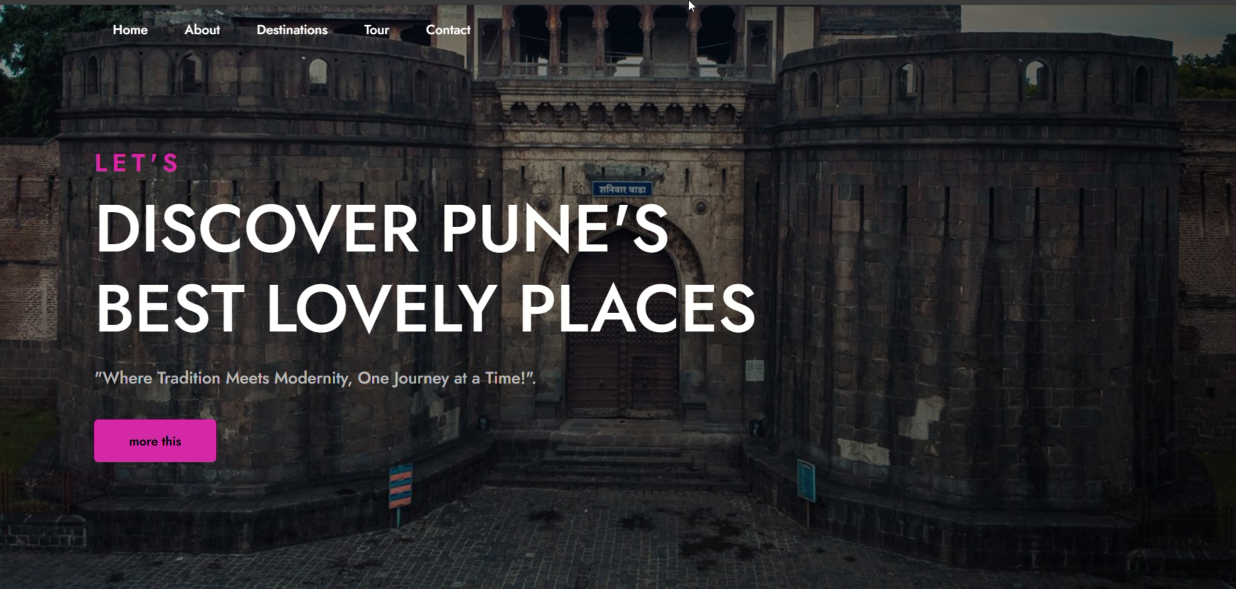 Home About Destinations Tour Contact
LET'S
शनिवार वाडा
DISCOVER PUNE'S
BEST LOVELY PLACES
"Where Tradition Meets Modernity, One Journey at a Time!".
more this